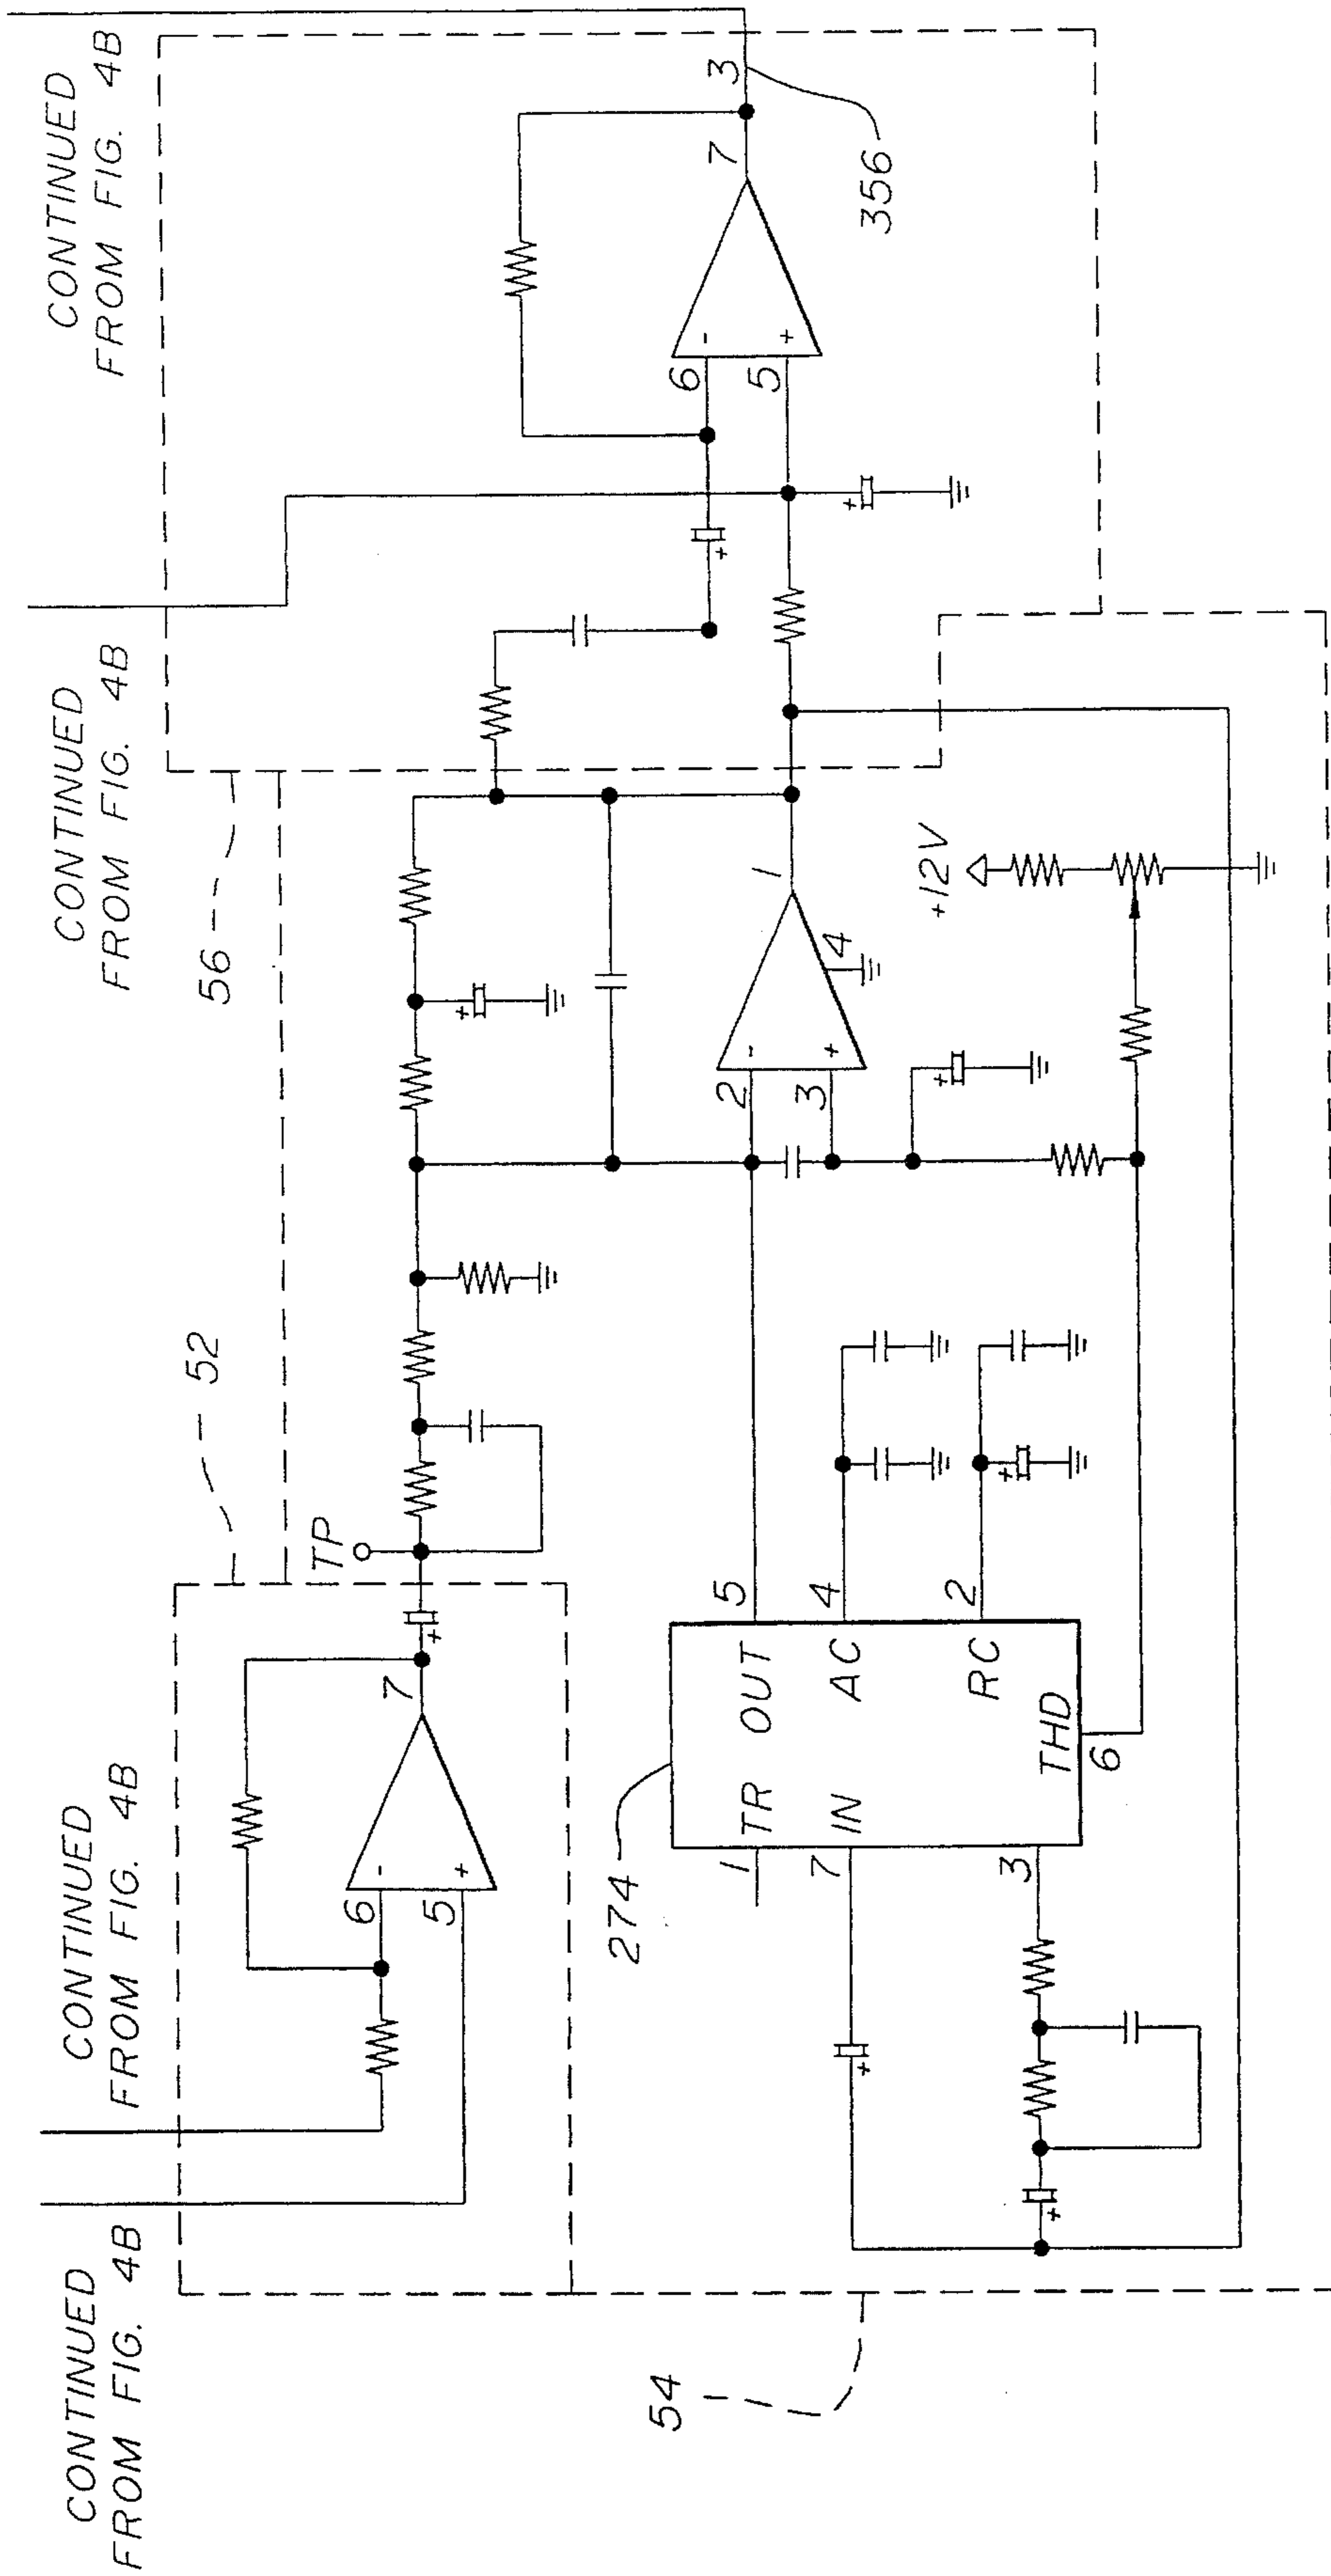 CONTINUED
FROM FIG. 4B
CONTINUED
FROM FIG. 4B
CONTINUED
FROM FIG. 4B
CONTINUED
FROM FIG. 4B
52
56
6
-
5
+
7
+
TP
+
+
6
-
5
+
7
3
356
+
2
-
3
+
4
1
+
+12V
274
1
TR
OUT
5
7
IN
AC
4
3
RC
2
THD
6
+
+
+
54